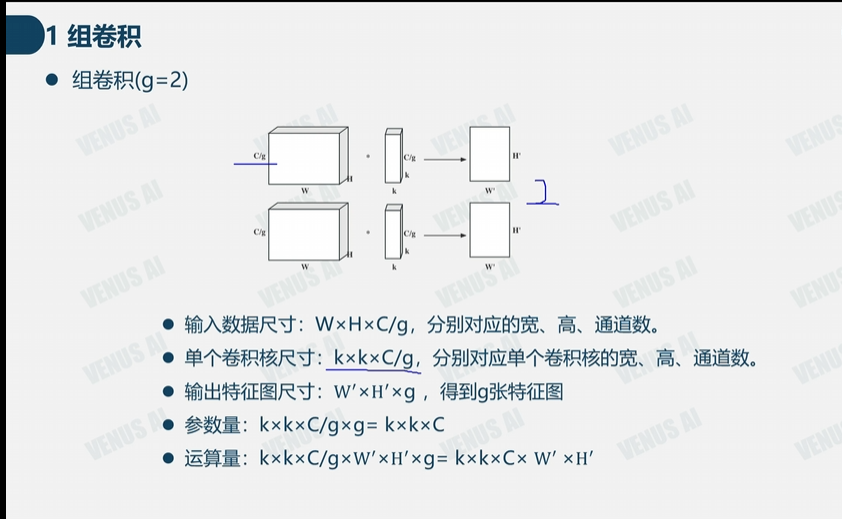 1 组卷积
组卷积(g=2)
C/g
W
H
*
C/g
k
k
H'
W'
C/g
W
H
*
C/g
k
k
H'
W'
输入数据尺寸：W×H×C/g，分别对应的宽、高、通道数。
单个卷积核尺寸：k×k×C/g，分别对应单个卷积核的宽、高、通道数。
输出特征图尺寸：W′×H′×g ，得到g张特征图
参数量：k×k×C/g×g= k×k×C
运算量：k×k×C/g×W′×H′×g= k×k×C× W′ ×H′
VENUS AI